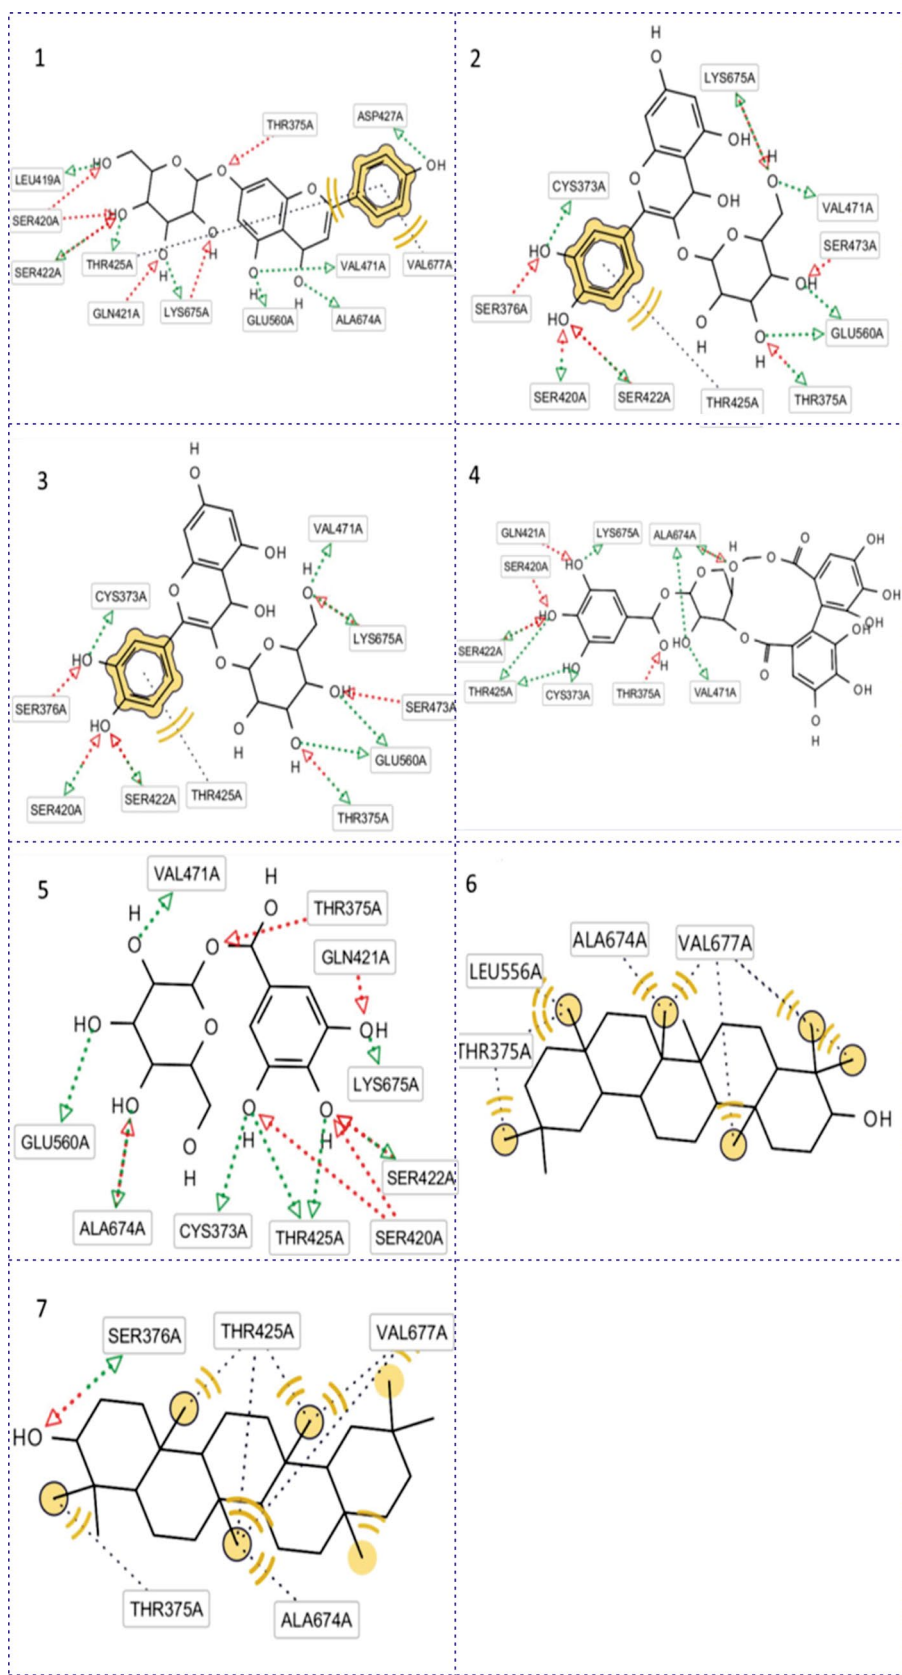 1
THR375A
ASP427A
HO
O
O
O
OH
LEU419A
SER420A
HO
O
O
SER422A
THR425A
H
H
O
O
VAL471A
VAL677A
GLN421A
LYS675A
H
H
GLU560A
ALA674A
2
H
O
LYS675A
OH
H
O
CYS373A
O
OH
VAL471A
HO
O
O
SER473A
SER376A
OH
HO
O
O
GLU560A
H
H
SER420A
SER422A
THR425A
THR375A
3
H
O
VAL471A
OH
H
CYS373A
O
OH
O
LYS675A
HO
O
O
SER376A
OH
SER473A
HO
O
O
GLU560A
H
H
SER420A
SER422A
THR425A
THR375A
4
GLN421A
LYS675A
ALA674A
H
O
OH
SER420A
HO
O
O
O
O
OH
HO
O
OH
OH
SER422A
O
HO
O
O
H
THR425A
HO
CYS373A
THR375A
VAL471A
OH
O
H
5
VAL471A
H
O
H
THR375A
O
O
GLN421A
HO
O
OH
LYS675A
HO
O
O
GLU560A
O
H
H
H
SER422A
ALA674A
CYS373A
THR425A
SER420A
6
ALA674A
VAL677A
LEU556A
THR375A
OH
7
SER376A
THR425A
VAL677A
HO
THR375A
ALA674A